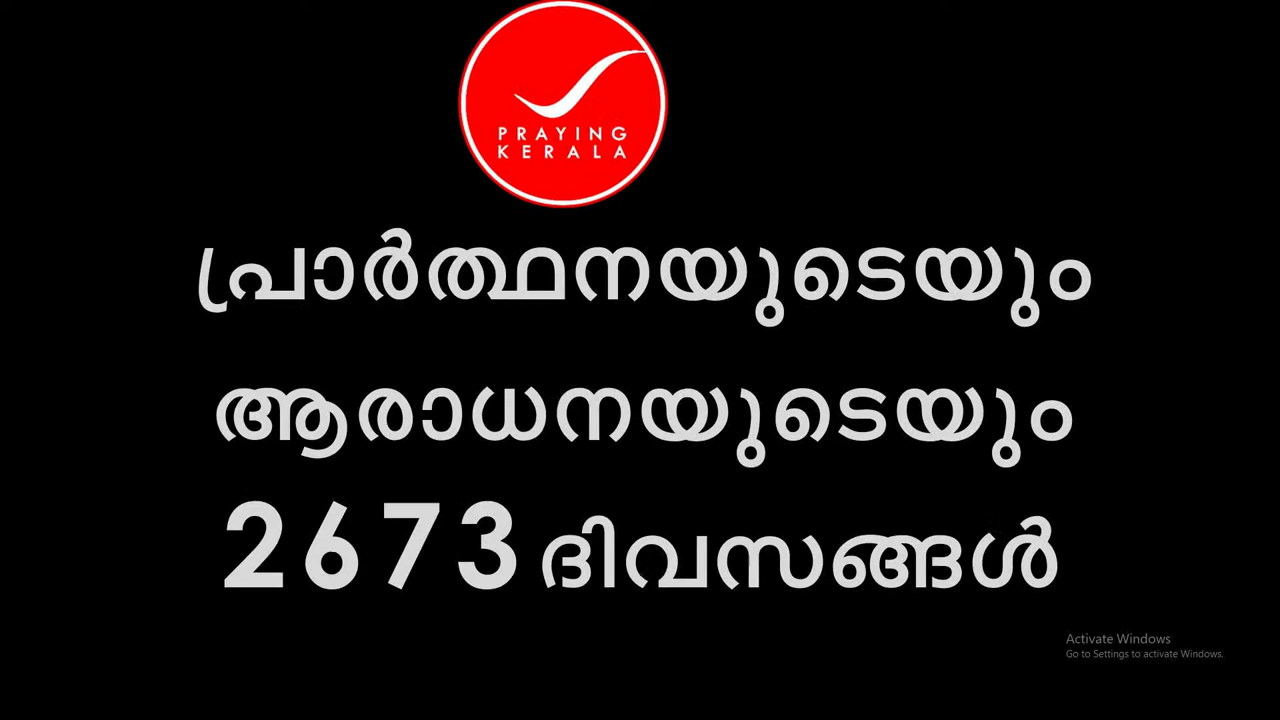 PRAYING
KERALA
പ്രാർത്ഥനയുടെയും
ആരാധനയുടെയും
2673 ദിവസങ്ങൾ
Activate Windows
Go to Settings to activate Windows.